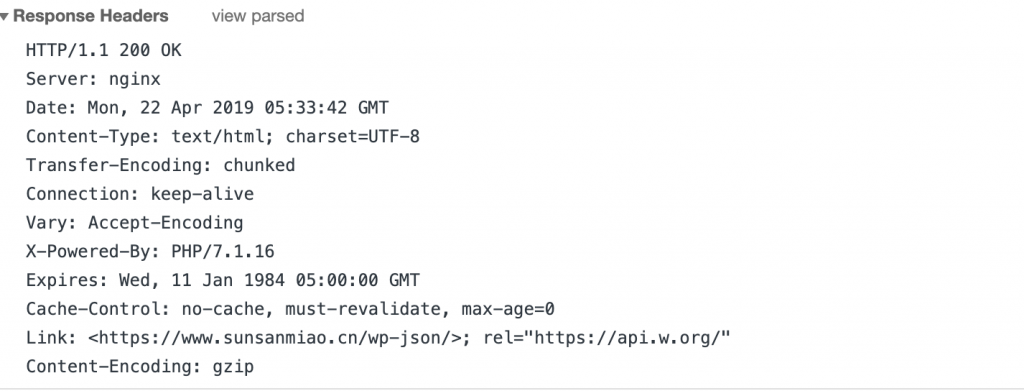 ▼ Response Headers view parsed
HTTP/1.1 200 OK
Server: nginx
Date: Mon, 22 Apr 2019 05:33:42 GMT
Content-Type: text/html; charset=UTF-8
Transfer-Encoding: chunked
Connection: keep-alive
Vary: Accept-Encoding
X-Powered-By: PHP/7.1.16
Expires: Wed, 11 Jan 1984 05:00:00 GMT
Cache-Control: no-cache, must-revalidate, max-age=0
Link: <https://www.sunsanmiao.cn/wp-json/>; rel="https://api.w.org/"
Content-Encoding: gzip